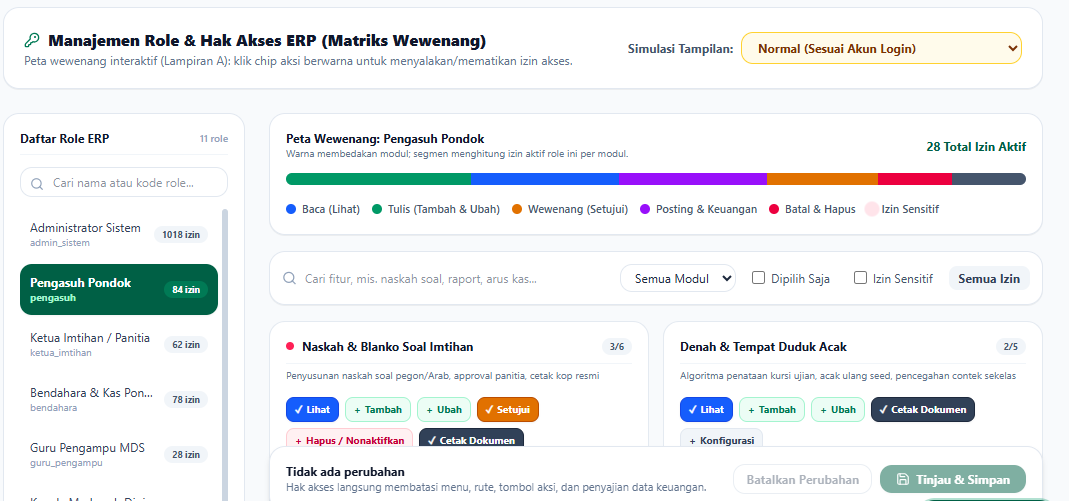 Manajemen Role & Hak Akses ERP (Matriks Wewenang)
Peta wewenang interaktif (Lampiran A): klik chip aksi berwarna untuk menyalakan/mematikan izin akses.
Simulasi Tampilan:
Normal (Sesuai Akun Login)
Daftar Role ERP
11 role
Cari nama atau kode role...
Administrator Sistem
admin_sistem
1018 izin
Pengasuh Pondok
pengasuh
84 izin
Ketua Imtihan / Panitia
ketua_imtihan
62 izin
Bendahara & Kas Pon...
bendahara
78 izin
Guru Pengampu MDS
guru_pengampu
28 izin
Peta Wewenang: Pengasuh Pondok
Warna membedakan modul; segmen menghitung izin aktif role ini per modul.
28 Total Izin Aktif
Baca (Lihat)
Tulis (Tambah & Ubah)
Wewenang (Setujui)
Posting & Keuangan
Batal & Hapus
Izin Sensitif
Cari fitur, mis. naskah soal, raport, arus kas...
Semua Modul
Dipilih Saja
Izin Sensitif
Semua Izin
Naskah & Blanko Soal Imtihan
3/6
Penyusunan naskah soal pegon/Arab, approval panitia, cetak kop resmi
✓ Lihat
+ Tambah
+ Ubah
✓ Setujui
+ Hapus / Nonaktifkan
✓ Cetak Dokumen
Denah & Tempat Duduk Acak
2/5
Algoritma penataan kursi ujian, acak ulang seed, pencegahan contek sekelas
✓ Lihat
+ Tambah
+ Ubah
✓ Cetak Dokumen
+ Konfigurasi
Tidak ada perubahan
Hak akses langsung membatasi menu, rute, tombol aksi, dan penyajian data keuangan.
Batalkan Perubahan
Tinjau & Simpan